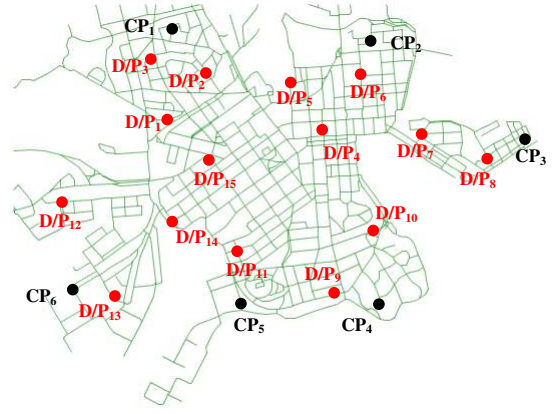 CP₁
CP₂
D/P₃
D/P₂
D/P₅
D/P₆
D/P₁
D/P₄
D/P₇
CP₃
D/P₁₅
D/P₈
D/P₁₂
D/P₁₄
D/P₁₀
D/P₁₁
D/P₉
CP₆
D/P₁₃
CP₅
CP₄